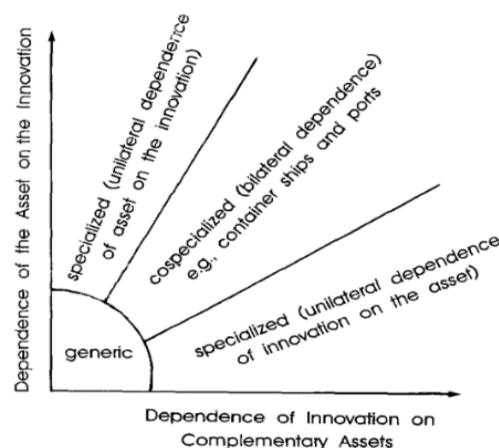 Dependence of the Asset on the Innovation
specialized (unilateral dependence
of asset on the innovation)
cospecialized (bilateral dependence)
e.g., container ships and ports
specialized (unilateral dependence
of innovation on the asset)
generic
Dependence of Innovation on
Complementary Assets